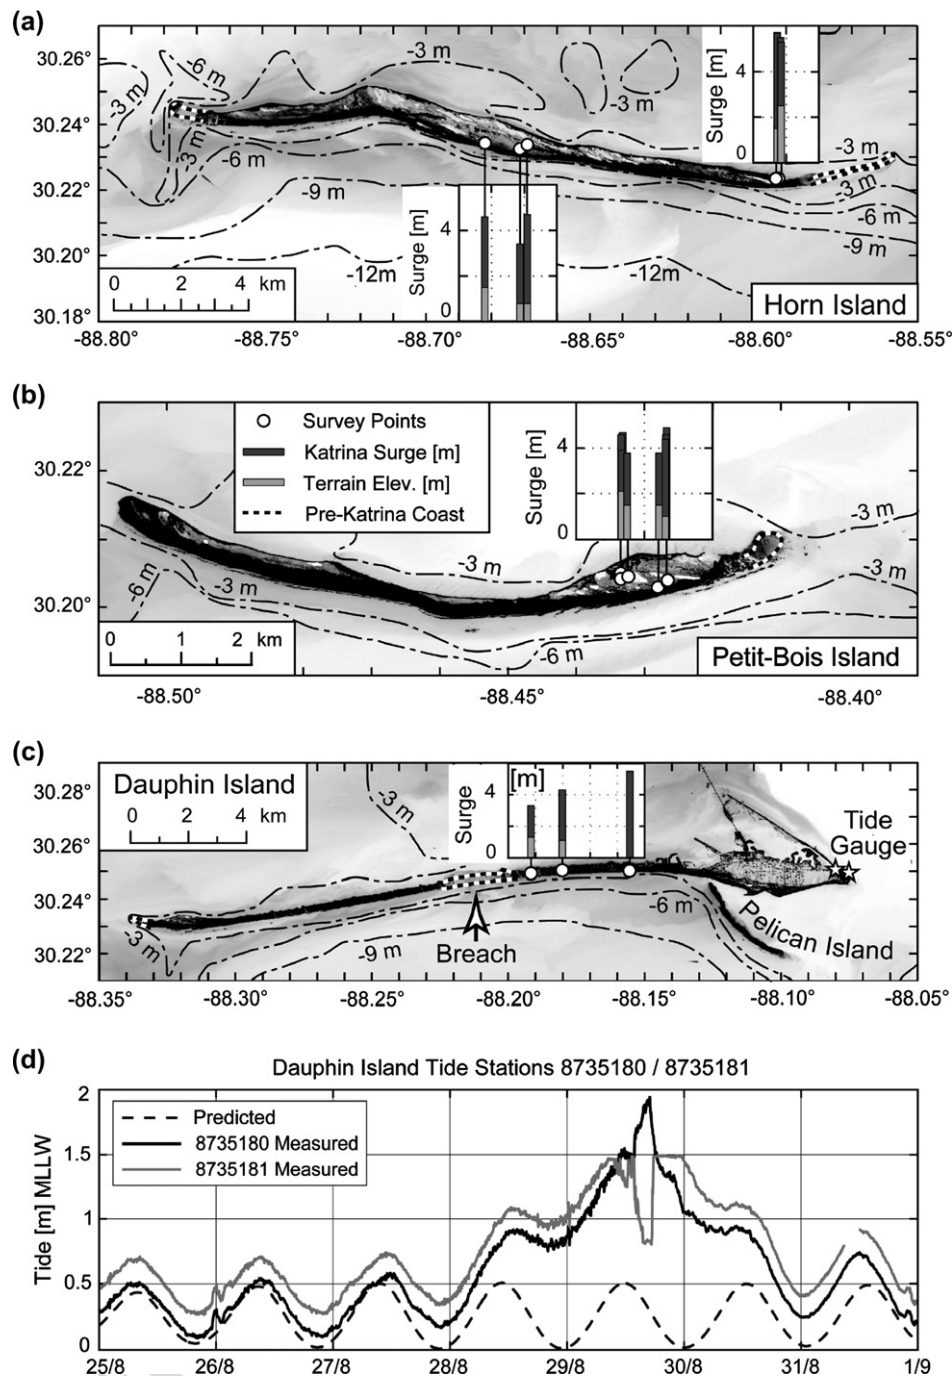 (a)
30.26°
30.24°
30.22°
30.20°
30.18°
-3 m
-6 m
-3 m
-3 m
-3 m
-6 m
-9 m
-12m
-12m
-3 m
-3 m
-6 m
-9 m
Surge [m]
4
0
Surge [m]
4
0
0 2 4 km
Horn Island
-88.80 -88.75° -88.70° -88.65° -88.60° -88.55°
(b)
30.22°
30.20°
Survey Points
Katrina Surge [m]
Terrain Elev. [m]
Pre-Katrina Coast
Surge [m]
4
0
-3 m
-3 m
-3 m
-3 m
-6 m
-6 m
0 1 2 km
Petit-Bois Island
-88.50° -88.45° -88.40°
(c)
30.28°
30.26°
30.24°
30.22°
Dauphin Island
0 2 4 km
-3 m
Surge
[m]
4
0
Tide
Gauge
-6 m
Pelican Island
-3 m
-9 m
Breach
-88.35° -88.30° -88.25° -88.20° -88.15° -88.10° -88.05°
(d)
Dauphin Island Tide Stations 8735180 / 8735181
Tide [m] MLLW
2
1.5
1
0.5
0
Predicted
8735180 Measured
8735181 Measured
25/8 26/8 27/8 28/8 29/8 30/8 31/8 1/9